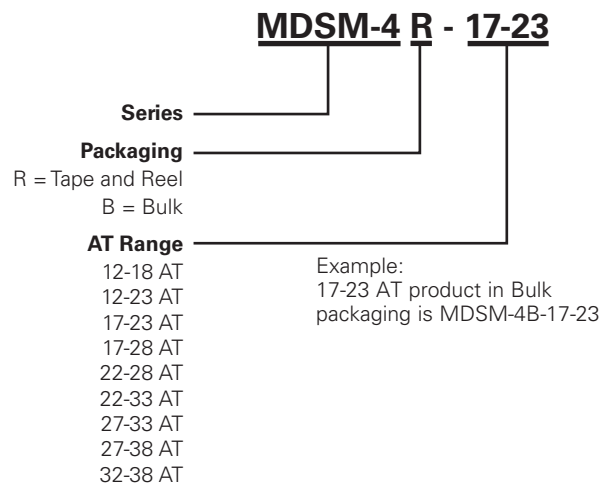 MDSM-4 R - 17-23
Series
Packaging
R = Tape and Reel
B = Bulk
AT Range
12-18 AT
12-23 AT
17-23 AT
17-28 AT
22-28 AT
22-33 AT
27-33 AT
27-38 AT
32-38 AT
Example:
17-23 AT product in Bulk
packaging is MDSM-4B-17-23